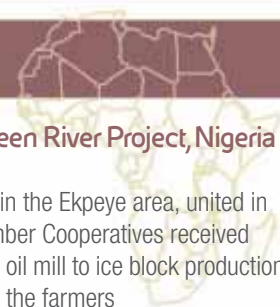 een River Project, Nigeria
in the Ekpeye area, united in
ber Cooperatives received
oil mill to ice block production
the farmers